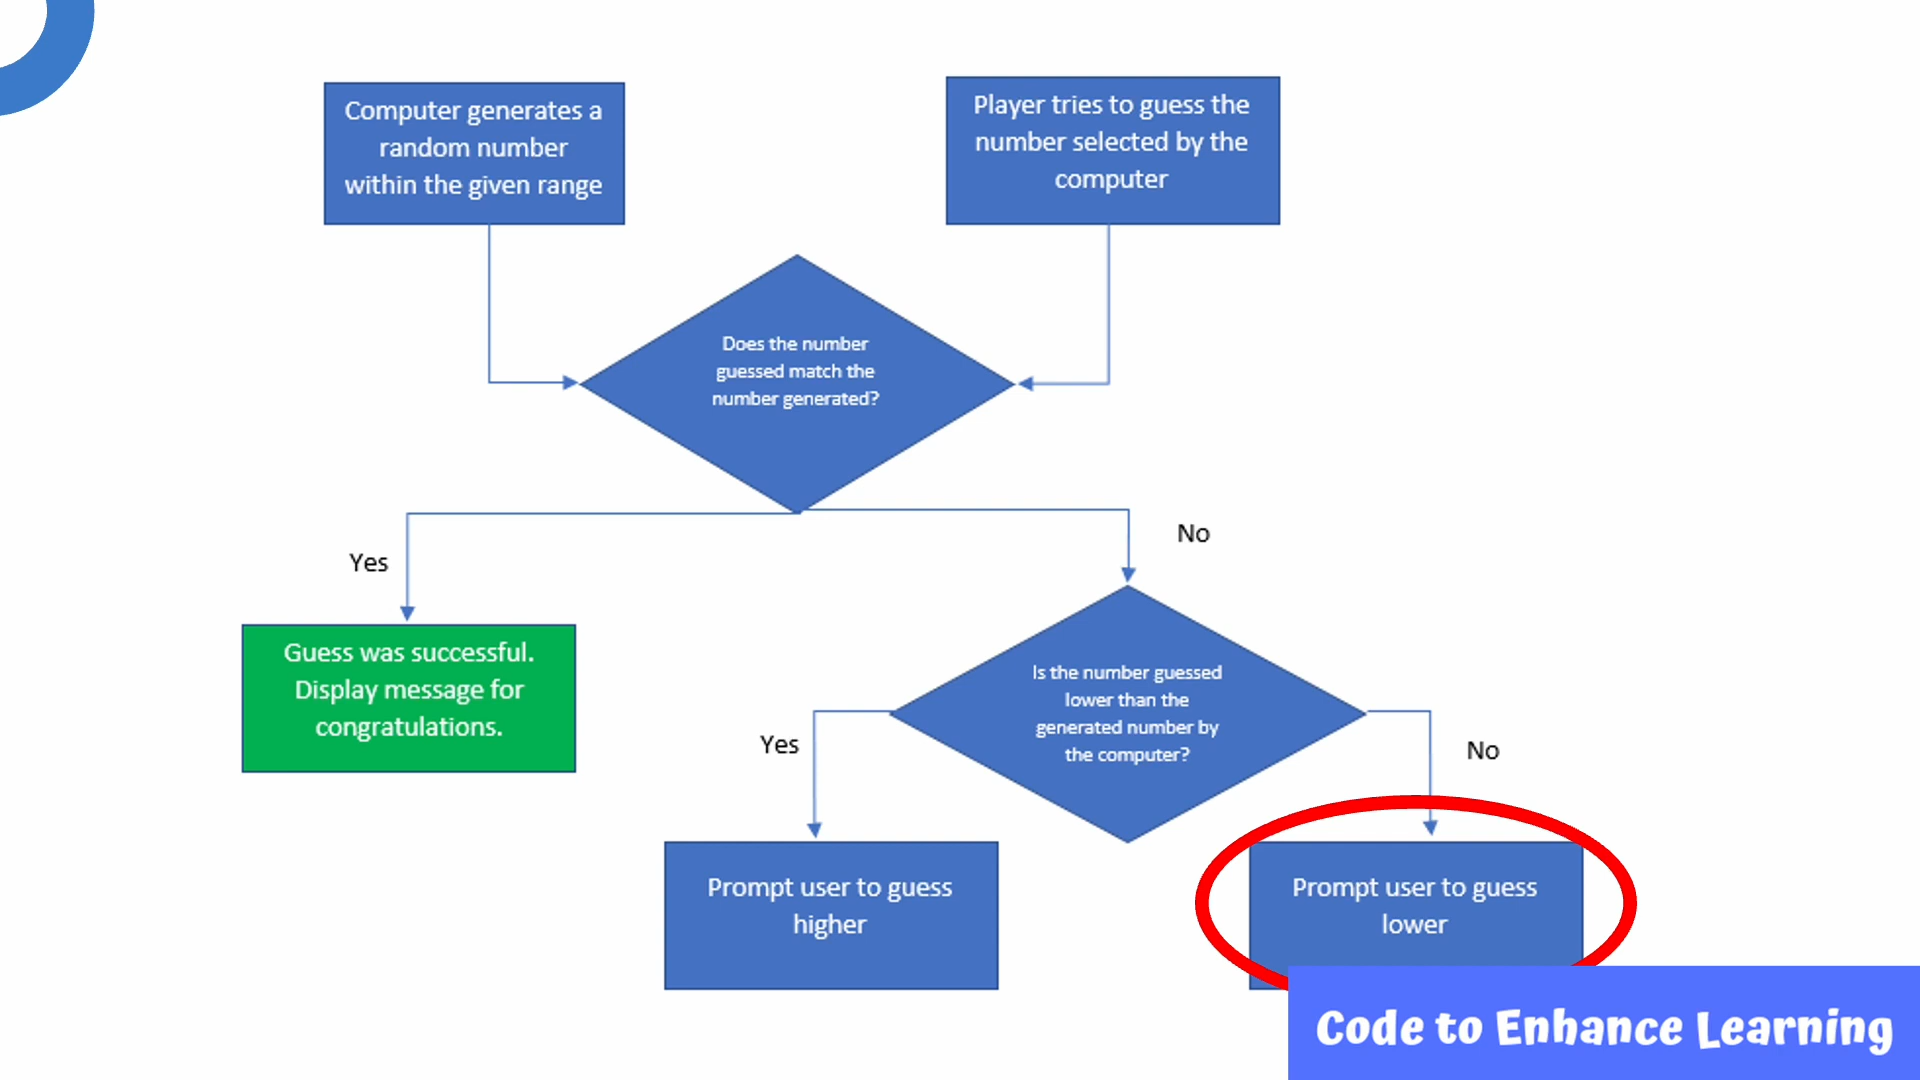 Computer generates a
random number
within the given range
Player tries to guess the
number selected by the
computer
Does the number
guessed match the
number generated?
Yes
No
Guess was successful.
Display message for
congratulations.
Is the number guessed
lower than the
generated number by
the computer?
Yes
No
Prompt user to guess
higher
Prompt user to guess
lower
Code to Enhance Learning